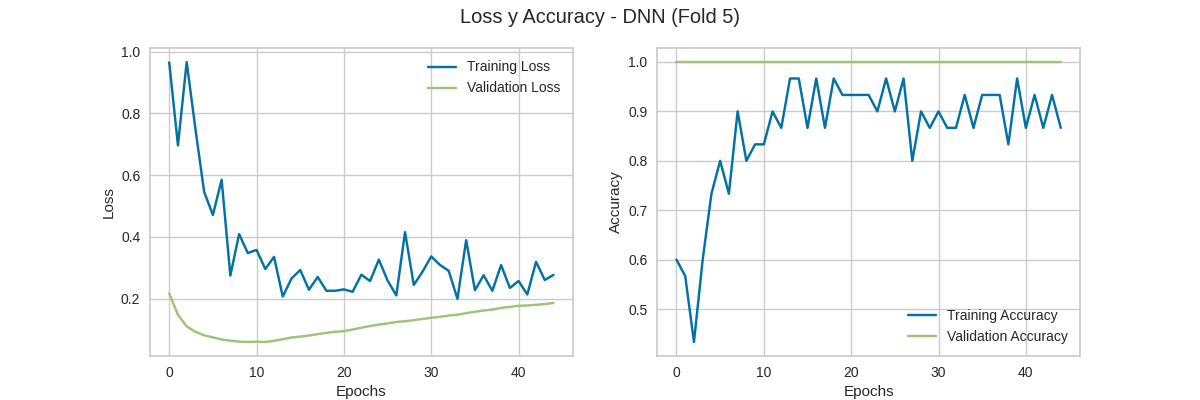 Loss y Accuracy - DNN (Fold 5)
1.0
0.8
0.6
0.4
0.2
Loss
0 10 20 30 40
Epochs
Training Loss
Validation Loss
1.0
0.9
0.8
0.7
0.6
0.5
Accuracy
0 10 20 30 40
Epochs
Training Accuracy
Validation Accuracy